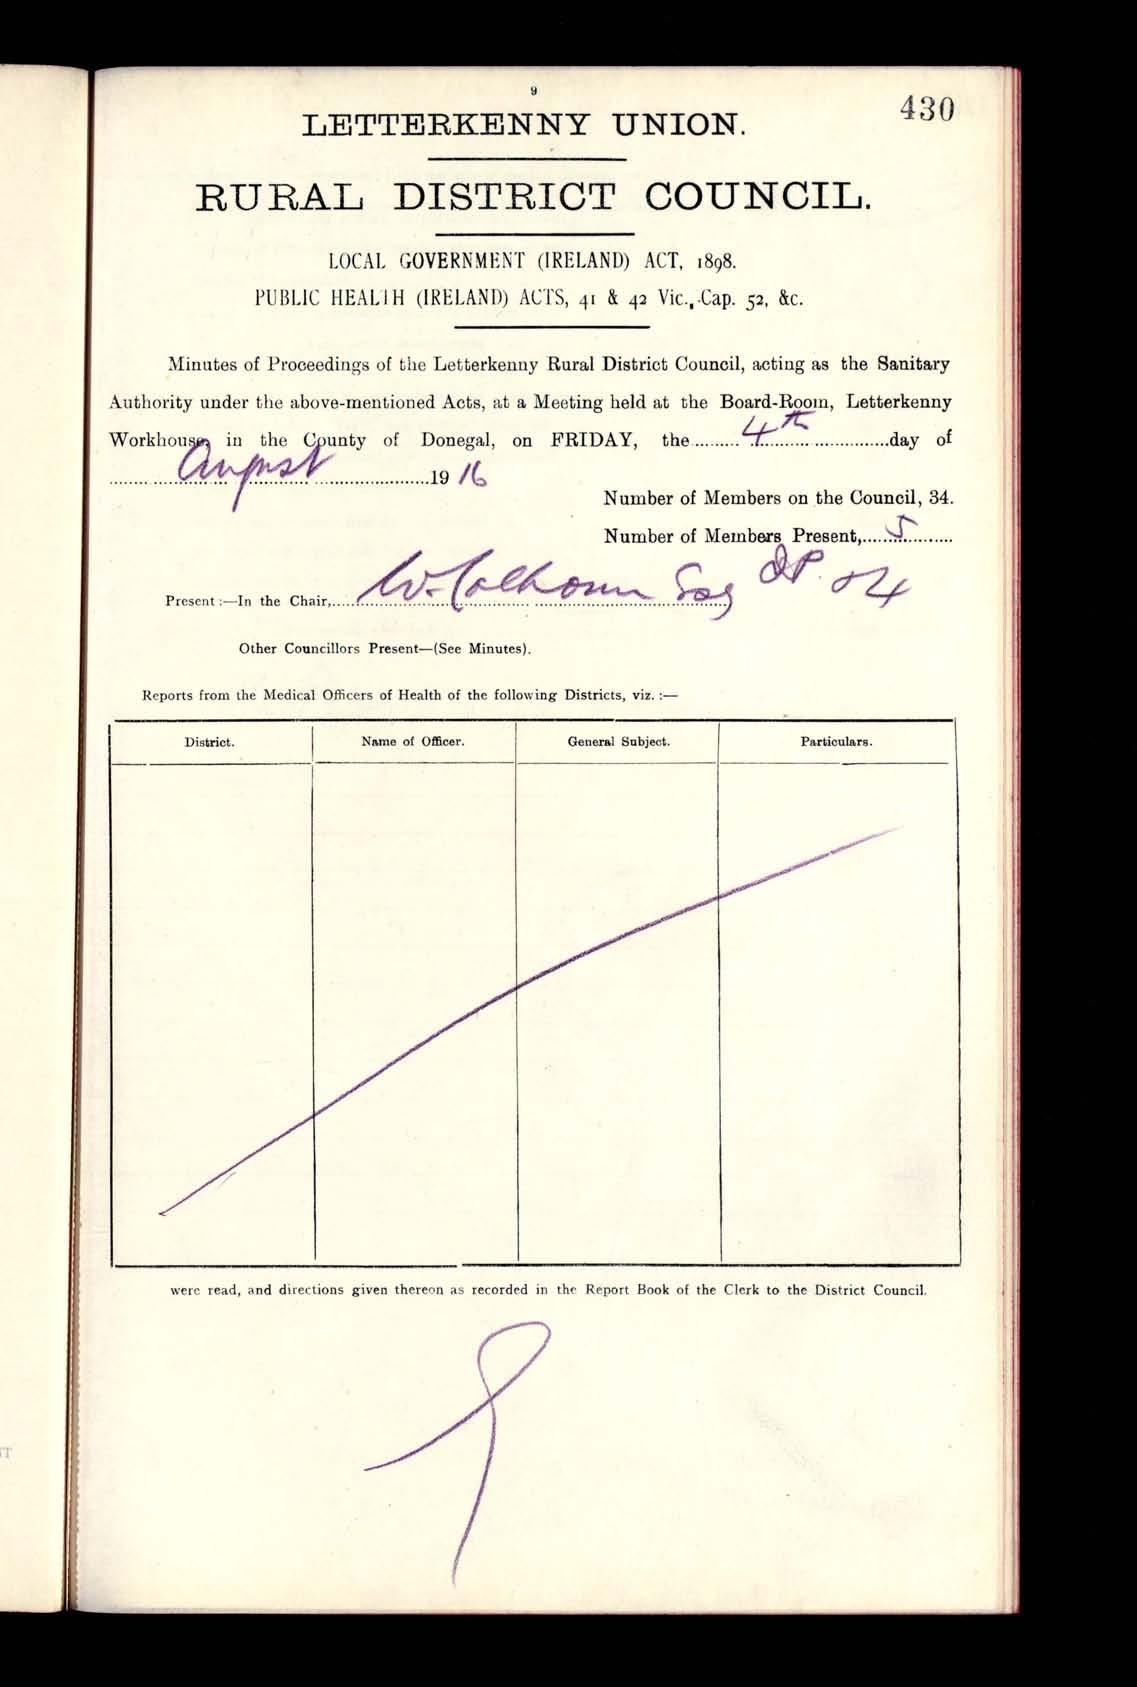 9
430
LETTERKENNY UNION.
RURAL DISTRICT COUNCIL.
LOCAL GOVERNMENT (IRELAND) ACT, 1898.
PUBLIC HEALTH (IRELAND) ACTS, 41 & 42 Vic., Cap. 52, &c.
Minutes of Proceedings of the Letterkenny Rural District Council, acting as the Sanitary
Authority under the above-mentioned Acts, at a Meeting held at the Board-Room, Letterkenny
Workhouse, in the County of Donegal, on FRIDAY, the 4th day of
August 1916
Number of Members on the Council, 34.
Number of Members Present, 5
Present:—In the Chair, W. Colhoun Esq JP.
Other Councillors Present—(See Minutes).
Reports from the Medical Officers of Health of the following Districts, viz.:—
District. Name of Officer. General Subject. Particulars.
were read, and directions given thereon as recorded in the Report Book of the Clerk to the District Council.